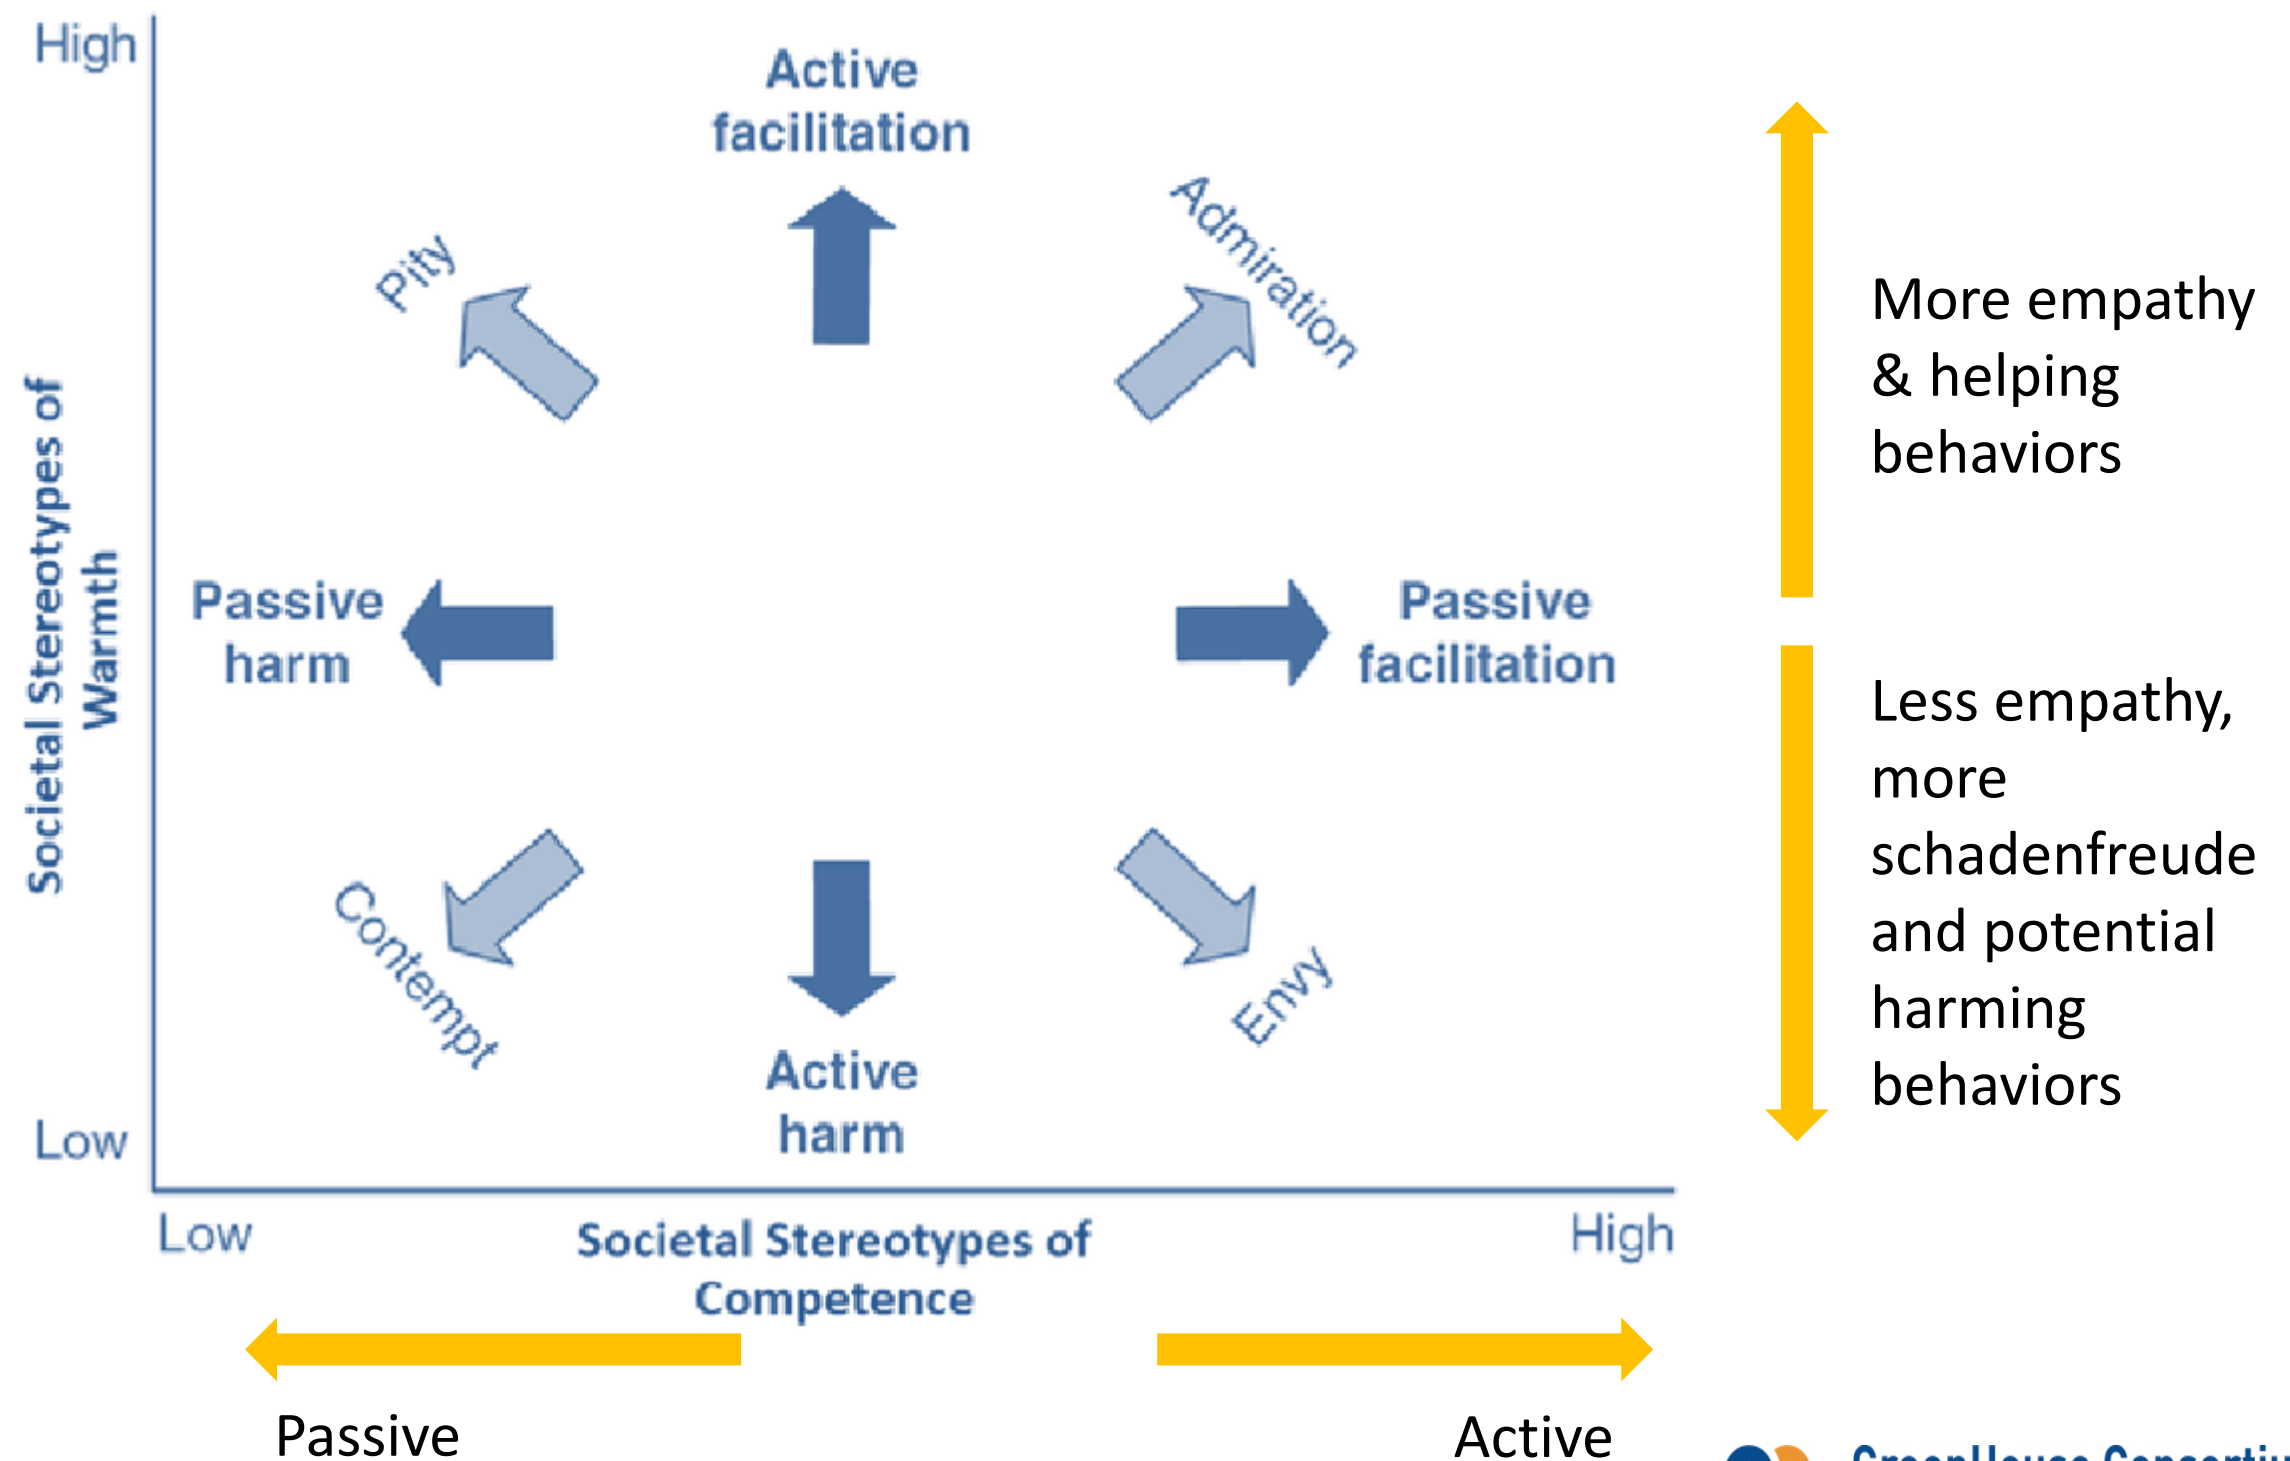 High
Active
facilitation
Admiration
Pity
More empathy
& helping
behaviors
Societal Stereotypes of
Warmth
Passive
harm
Passive
facilitation
Less empathy,
more
schadenfreude
and potential
harming
behaviors
Contempt
Envy
Active
harm
Low
Low
Societal Stereotypes of
Competence
High
Passive
Active
GreenHouse